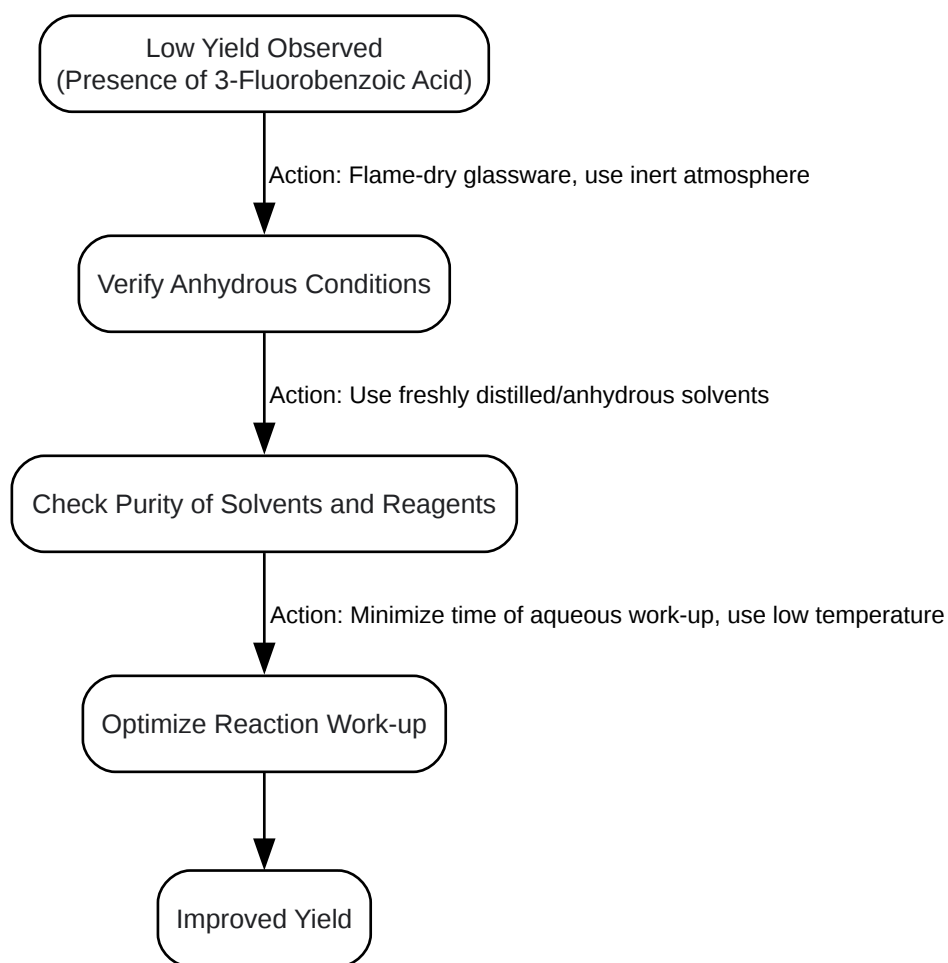 Low Yield Observed
(Presence of 3-Fluorobenzoic Acid)
Action: Flame-dry glassware, use inert atmosphere
Verify Anhydrous Conditions
Action: Use freshly distilled/anhydrous solvents
Check Purity of Solvents and Reagents
Action: Minimize time of aqueous work-up, use low temperature
Optimize Reaction Work-up
Improved Yield